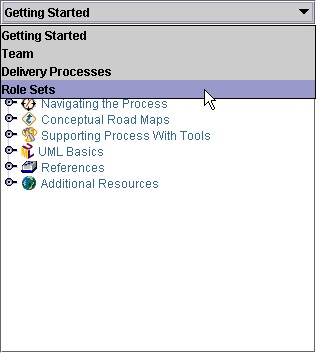 Getting Started
Getting Started
Team
Delivery Processes
Role Sets
Navigating the Process
Conceptual Road Maps
Supporting Process With Tools
UML Basics
References
Additional Resources